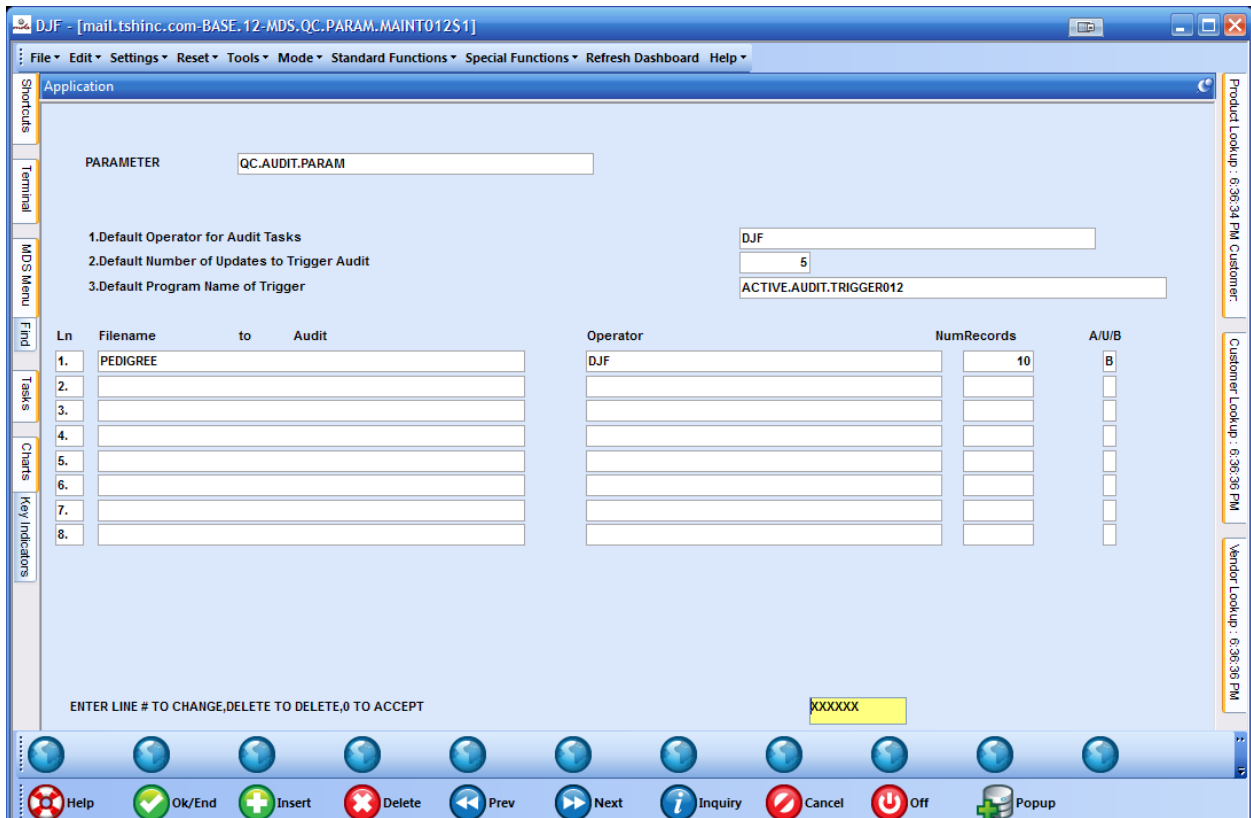 DJF - [mail.tshinc.com-BASE.12-MDS.QC.PARAM.MAINT012S1]
File Edit Settings Reset Tools Mode Standard Functions Special Functions Refresh Dashboard Help
Application
Shortcuts
Terminal
MDS Menu
Find
Tasks
Charts
Key Indicators
PARAMETER QC.AUDIT.PARAM
1.Default Operator for Audit Tasks DJF
2.Default Number of Updates to Trigger Audit 5
3.Default Program Name of Trigger ACTIVE.AUDIT.TRIGGER012
Ln Filename to Audit Operator NumRecords A/U/B
1. PEDIGREE DJF 10 B
2.
3.
4.
5.
6.
7.
8.
ENTER LINE # TO CHANGE,DELETE TO DELETE,0 TO ACCEPT XXXXXX
Product Lookup : 6:36:34 PM Customer:
Customer Lookup : 6:36:36 PM
Vendor Lookup : 6:36:36 PM
Help Ok/End Insert Delete Prev Next Inquiry Cancel Off Popup